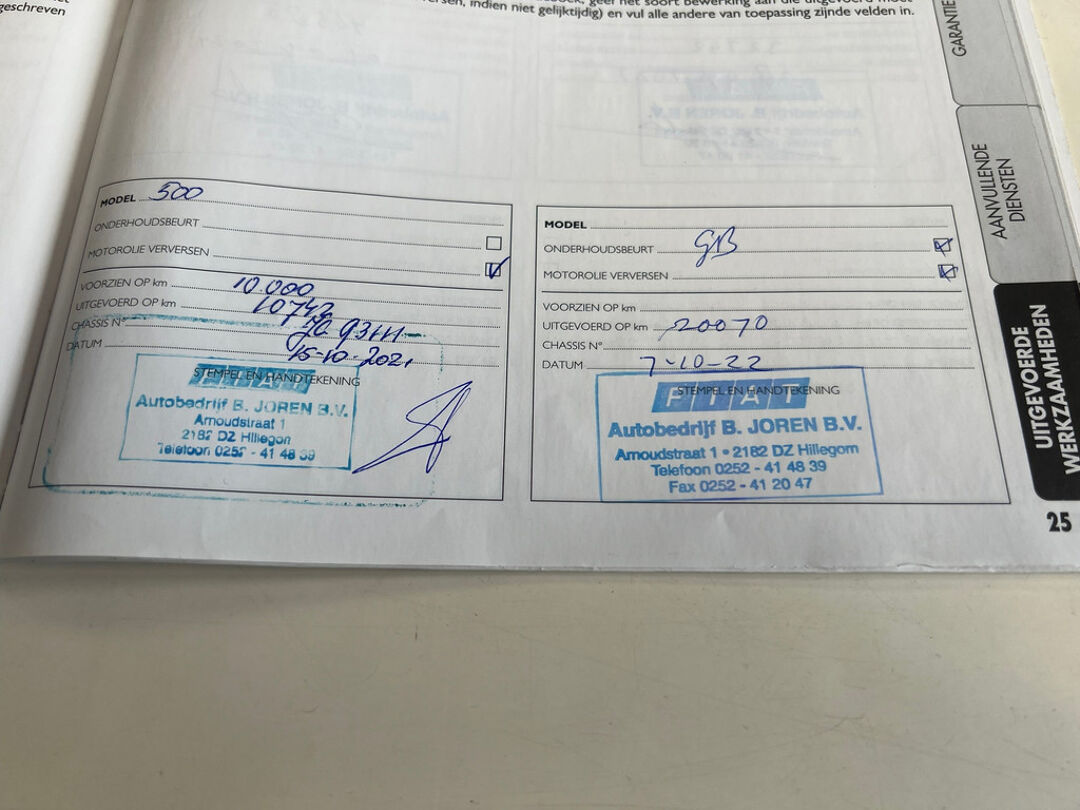 geschreven
indien niet gelijktijdig) en vul alle andere van toepassing zijnde velden in.
GARANTIE
AANVULLENDE
DIENSTEN
UITGEVOERDE
WERKZAAMHEDEN
25
MODEL 500
ONDERHOUDSBEURT
MOTOROLIE VERVERSEN
VOORZIEN OP km 10.000
UITGEVOERD OP km 10742
CHASSIS N°
DATUM 15-10-2021
STEMPEL EN HANDTEKENING
FIAT
Autobedrijf B. JOREN B.V.
Arnoudstraat 1
2182 DZ Hillegom
Telefoon 0252 - 41 48 39
MODEL
ONDERHOUDSBEURT GB
MOTOROLIE VERVERSEN
VOORZIEN OP km
UITGEVOERD OP km 20070
CHASSIS N°
DATUM 7-10-22
STEMPEL EN HANDTEKENING
FIAT
Autobedrijf B. JOREN B.V.
Arnoudstraat 1 • 2182 DZ Hillegom
Telefoon 0252 - 41 48 39
Fax 0252 - 41 20 47